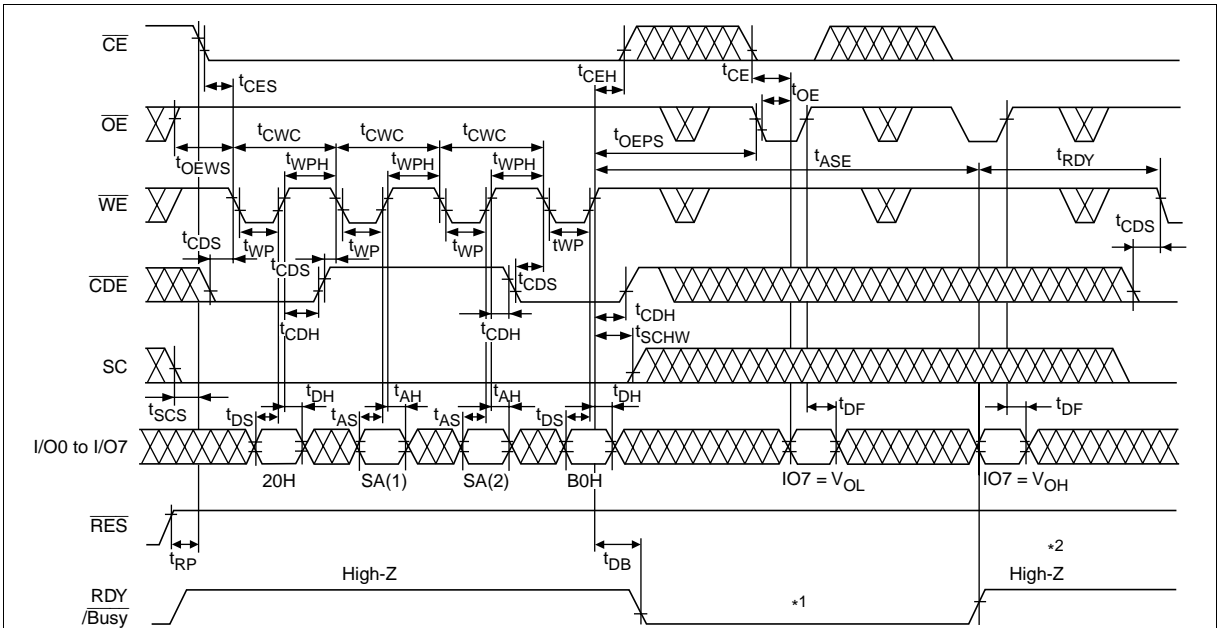 CE
tCES
tCEH
tCE
tOE
OE
tOEWS
tCWC
tCWC
tCWC
tOEPS
tWPH
tWPH
tWPH
tASE
tRDY
WE
tWP
tWP
tWP
tWP
tCDS
tCDS
tCDS
tCDS
CDE
tCDH
tCDH
tCDH
tSCHW
SC
tSCS
tDS
tDH
tAS
tAH
tAS
tAH
tDS
tDH
tDF
tDF
I/O0 to I/O7
20H
SA(1)
SA(2)
B0H
IO7 = VOL
IO7 = VOH
RES
tRP
tDB
*2
High-Z
High-Z
RDY
/Busy
*1